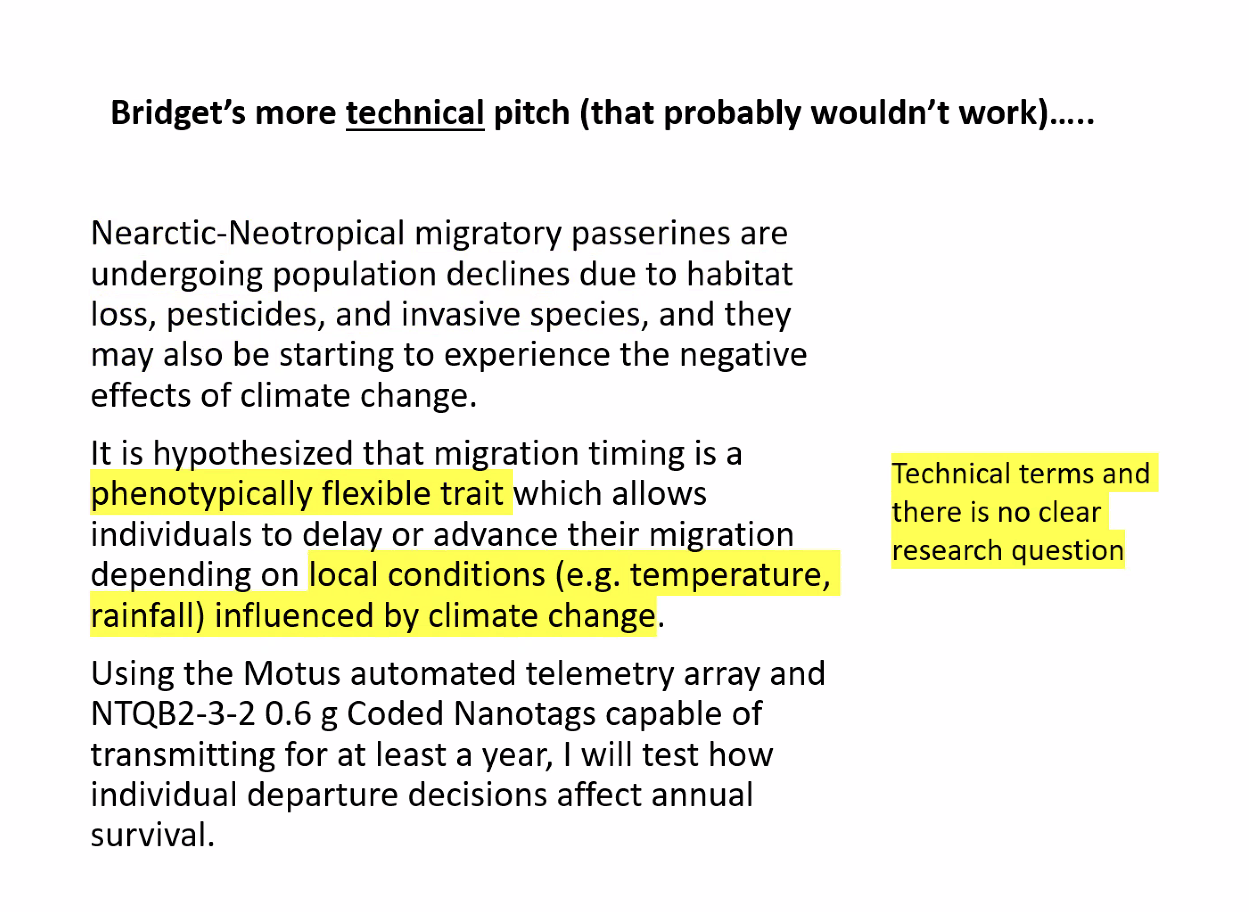 Bridget’s more technical pitch (that probably wouldn’t work)…..
Nearctic-Neotropical migratory passerines are
undergoing population declines due to habitat
loss, pesticides, and invasive species, and they
may also be starting to experience the negative
effects of climate change.
It is hypothesized that migration timing is a
phenotypically flexible trait which allows
individuals to delay or advance their migration
depending on local conditions (e.g. temperature,
rainfall) influenced by climate change.
Technical terms and
there is no clear
research question
Using the Motus automated telemetry array and
NTQB2-3-2 0.6 g Coded Nanotags capable of
transmitting for at least a year, I will test how
individual departure decisions affect annual
survival.